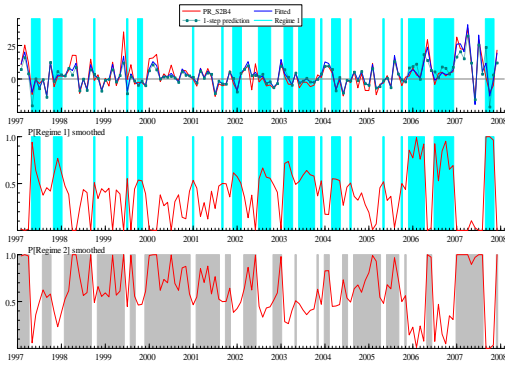 PR_S2B4 Fitted
1-step prediction Regime 1
25
0
1997 1998 1999 2000 2001 2002 2003 2004 2005 2006 2007 2008
P[Regime 1] smoothed
1.0
0.5
1997 1998 1999 2000 2001 2002 2003 2004 2005 2006 2007 2008
P[Regime 2] smoothed
1.0
0.5
1997 1998 1999 2000 2001 2002 2003 2004 2005 2006 2007 2008